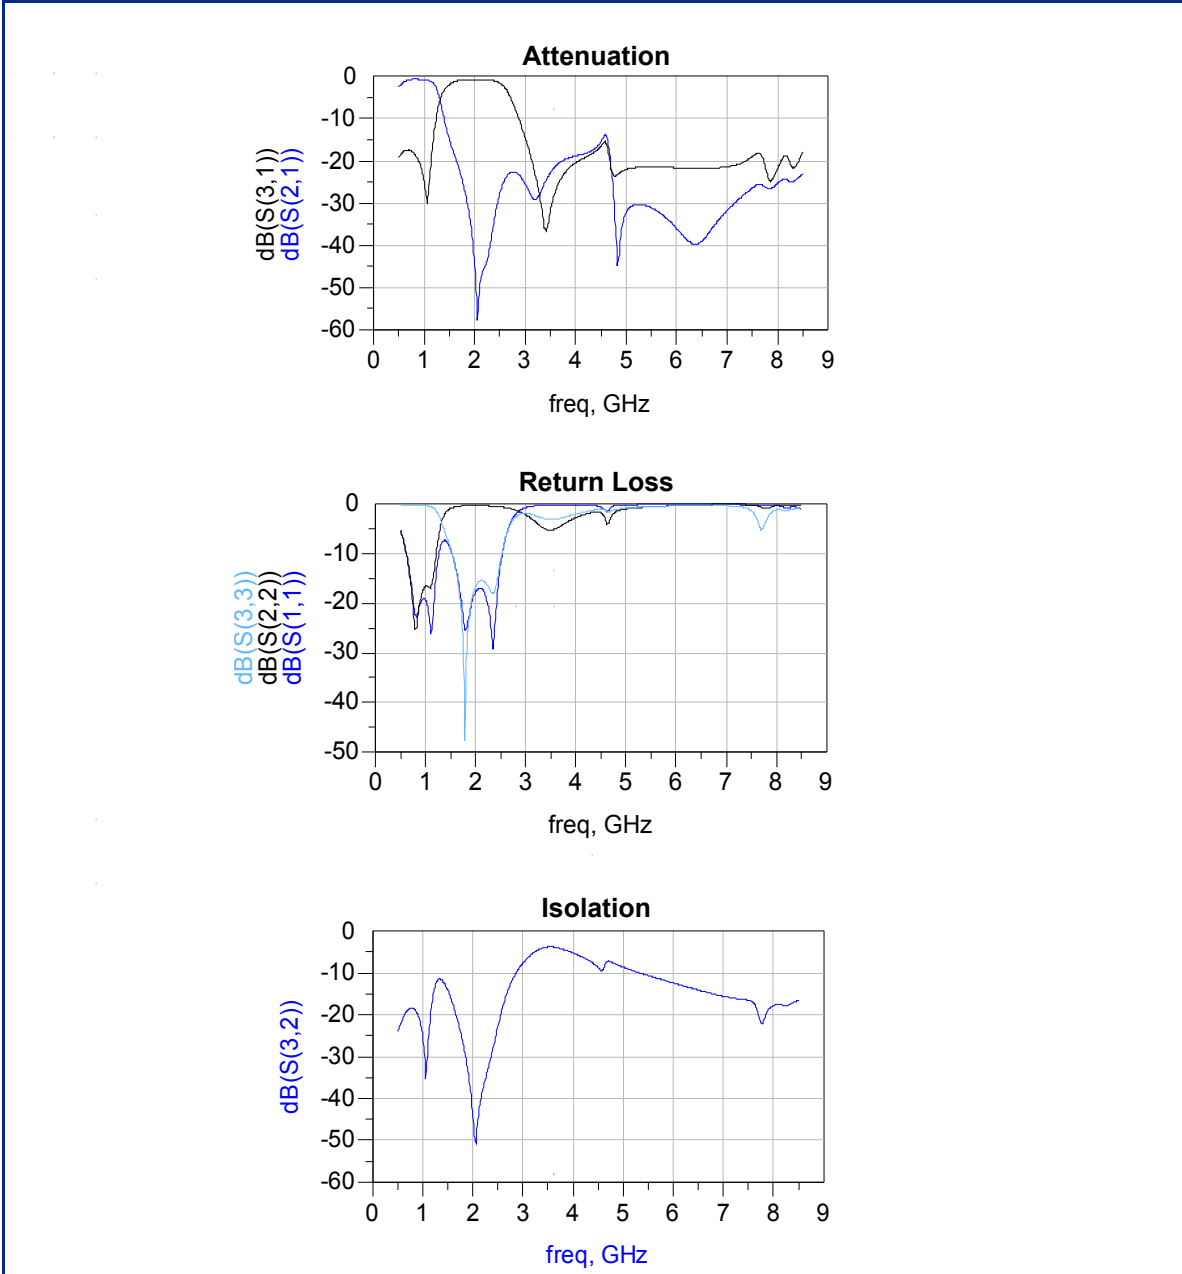 Attenuation
0
-10
-20
-30
-40
-50
-60
dB(S(3,1))
dB(S(2,1))
0 1 2 3 4 5 6 7 8 9
freq, GHz
Return Loss
0
-10
-20
-30
-40
-50
dB(S(3,3))
dB(S(2,2))
dB(S(1,1))
0 1 2 3 4 5 6 7 8 9
freq, GHz
Isolation
0
-10
-20
-30
-40
-50
-60
dB(S(3,2))
0 1 2 3 4 5 6 7 8 9
freq, GHz